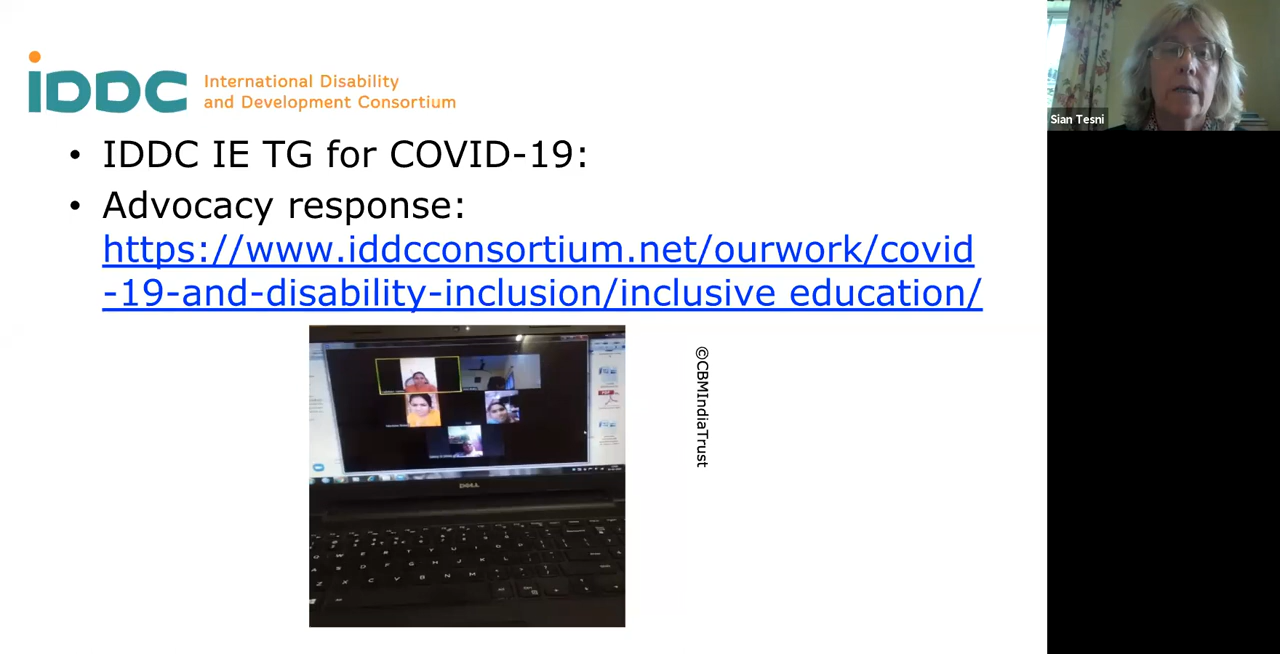 iDDC
International Disability
and Development Consortium
• IDDC IE TG for COVID-19:
• Advocacy response:
https://www.iddcconsortium.net/ourwork/covid
-19-and-disability-inclusion/inclusive education/
©CBMIndiaTrust
DELL
Sian Tesni